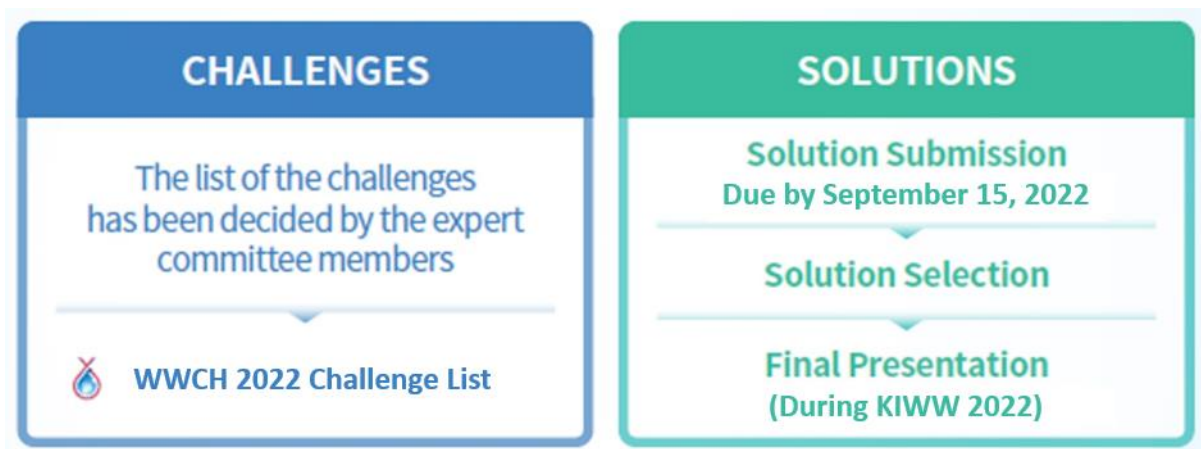 CHALLENGES
The list of the challenges
has been decided by the expert
committee members
WWCH 2022 Challenge List
SOLUTIONS
Solution Submission
Due by September 15, 2022
Solution Selection
Final Presentation
(During KIWW 2022)